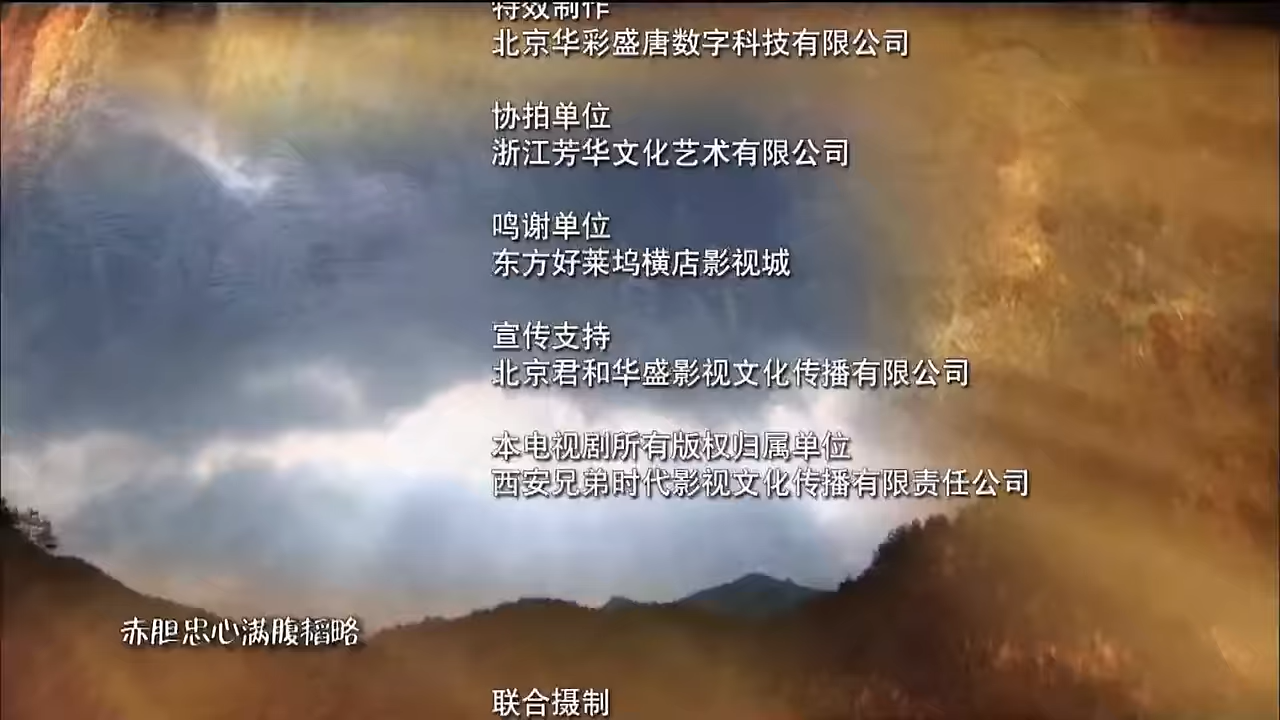 特效制作
北京华彩盛唐数字科技有限公司
协拍单位
浙江芳华文化艺术有限公司
鸣谢单位
东方好莱坞横店影视城
宣传支持
北京君和华盛影视文化传播有限公司
本电视剧所有版权归属单位
西安兄弟时代影视文化传播有限责任公司
赤胆忠心满腹韬略
联合摄制